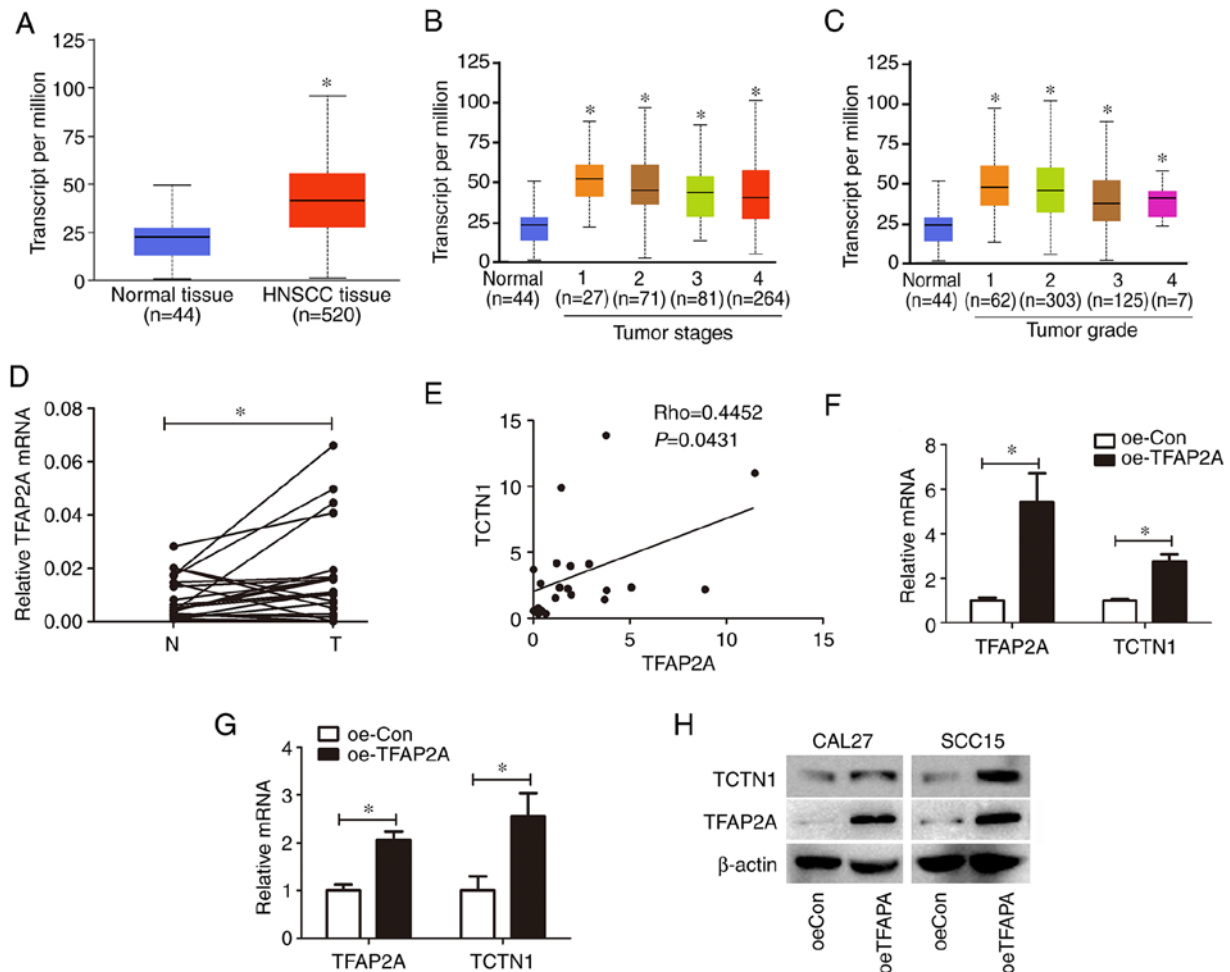 A
Transcript per million
125
100
75
50
25
0
*
Normal tissue
(n=44)
HNSCC tissue
(n=520)
B
Transcript per million
125
100
75
50
25
0
* * * *
Normal 1 2 3 4
(n=44) (n=27) (n=71) (n=81) (n=264)
Tumor stages
C
Transcript per million
125
100
75
50
25
0
* * * *
Normal 1 2 3 4
(n=44) (n=62) (n=303) (n=125) (n=7)
Tumor grade
D
Relative TFAP2A mRNA
0.08
0.06
0.04
0.02
0.00
*
N T
E
TCTN1
15
10
5
0
Rho=0.4452
P=0.0431
0 5 10 15
TFAP2A
F
Relative mRNA
8
6
4
2
0
oe-Con
oe-TFAP2A
*
*
TFAP2A TCTN1
G
Relative mRNA
4
3
2
1
0
oe-Con
oe-TFAP2A
*
*
TFAP2A TCTN1
H
CAL27 SCC15
TCTN1
TFAP2A
β-actin
oeCon
oeTFAPA
oeCon
oeTFAPA